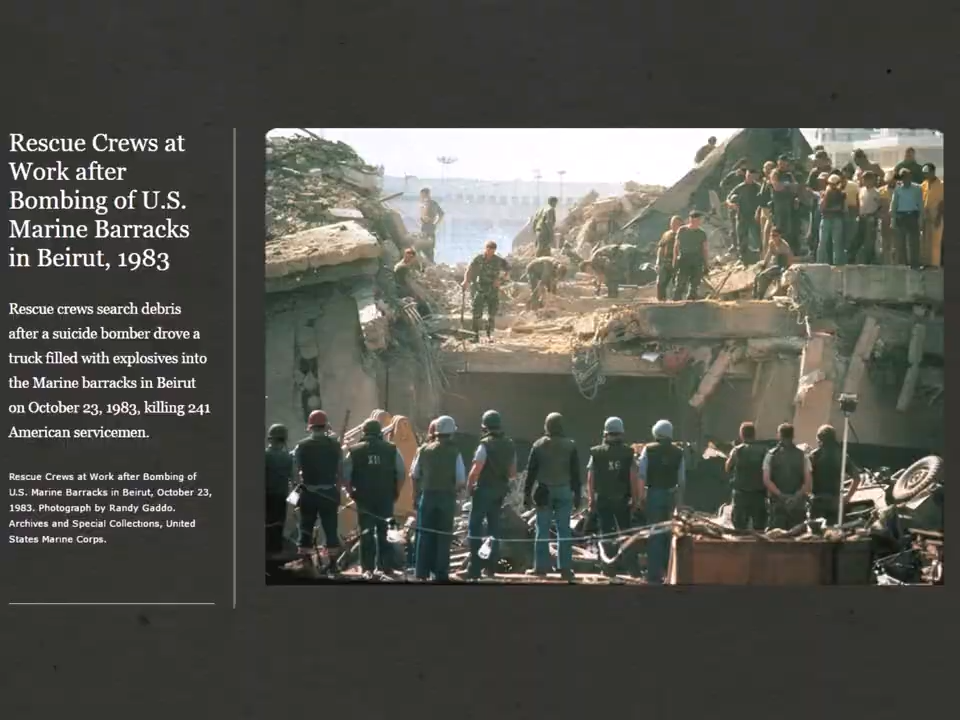 Rescue Crews at
Work after
Bombing of U.S.
Marine Barracks
in Beirut, 1983
Rescue crews search debris
after a suicide bomber drove a
truck filled with explosives into
the Marine barracks in Beirut
on October 23, 1983, killing 241
American servicemen.
Rescue Crews at Work after Bombing of
U.S. Marine Barracks in Beirut, October 23,
1983. Photograph by Randy Gaddo.
Archives and Special Collections, United
States Marine Corps.